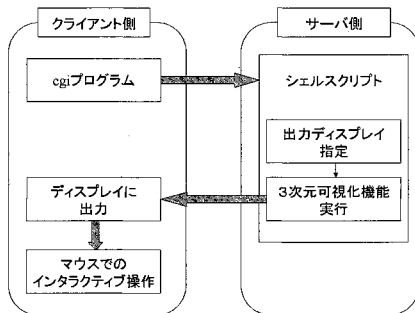 クライアント側
サーバ側
cgiプログラム
シェルスクリプト
出力ディスプレイ
指定
ディスプレイに
出力
3次元可視化機能
実行
マウスでの
インタラクティブ操作